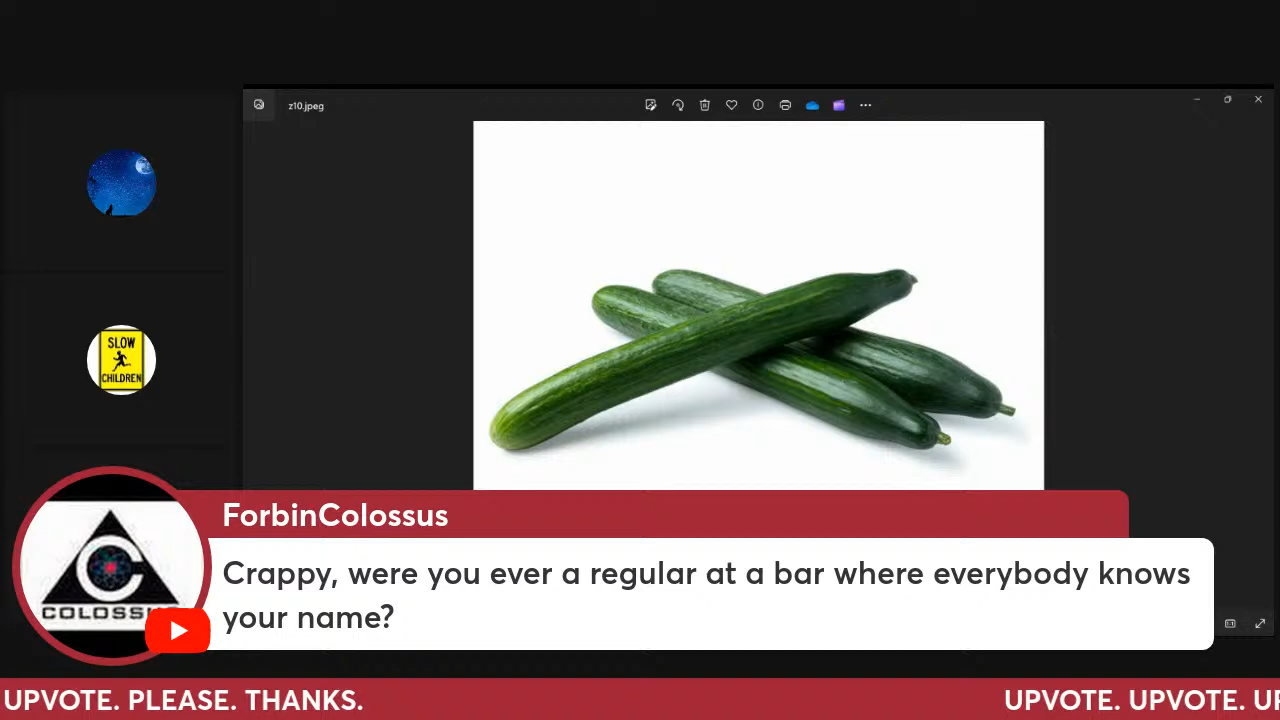 z10.jpeg
SLOW
CHILDREN
ForbinColossus
Crappy, were you ever a regular at a bar where everybody knows
your name?
C
UPVOTE. PLEASE. THANKS.
UPVOTE. UPVOTE.